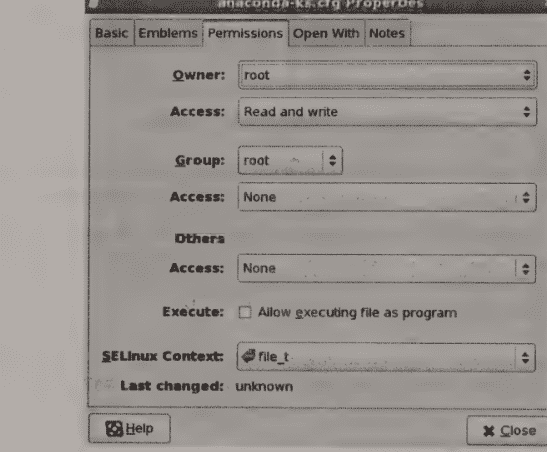 anaconda-ks.cfg Properties
Basic Emblems Permissions Open With Notes
Owner: root
Access: Read and write
Group: root
Access: None
Others
Access: None
Execute: Allow executing file as program
SELinux Context: file_t
Last changed: unknown
Help Close